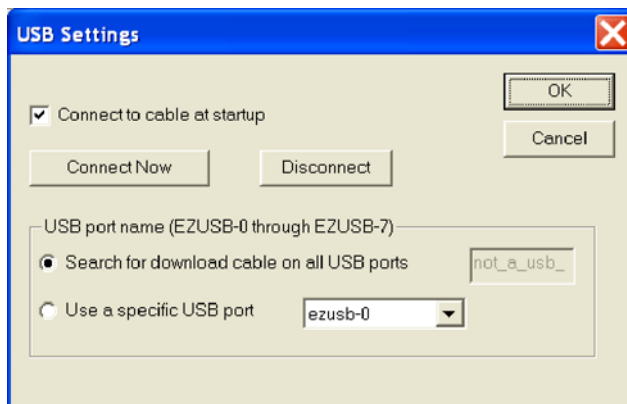 USB Settings
OK
Connect to cable at startup
Cancel
Connect Now
Disconnect
USB port name (EZUSB-0 through EZUSB-7)
Search for download cable on all USB ports
not_a_usb_
Use a specific USB port
ezusb-0